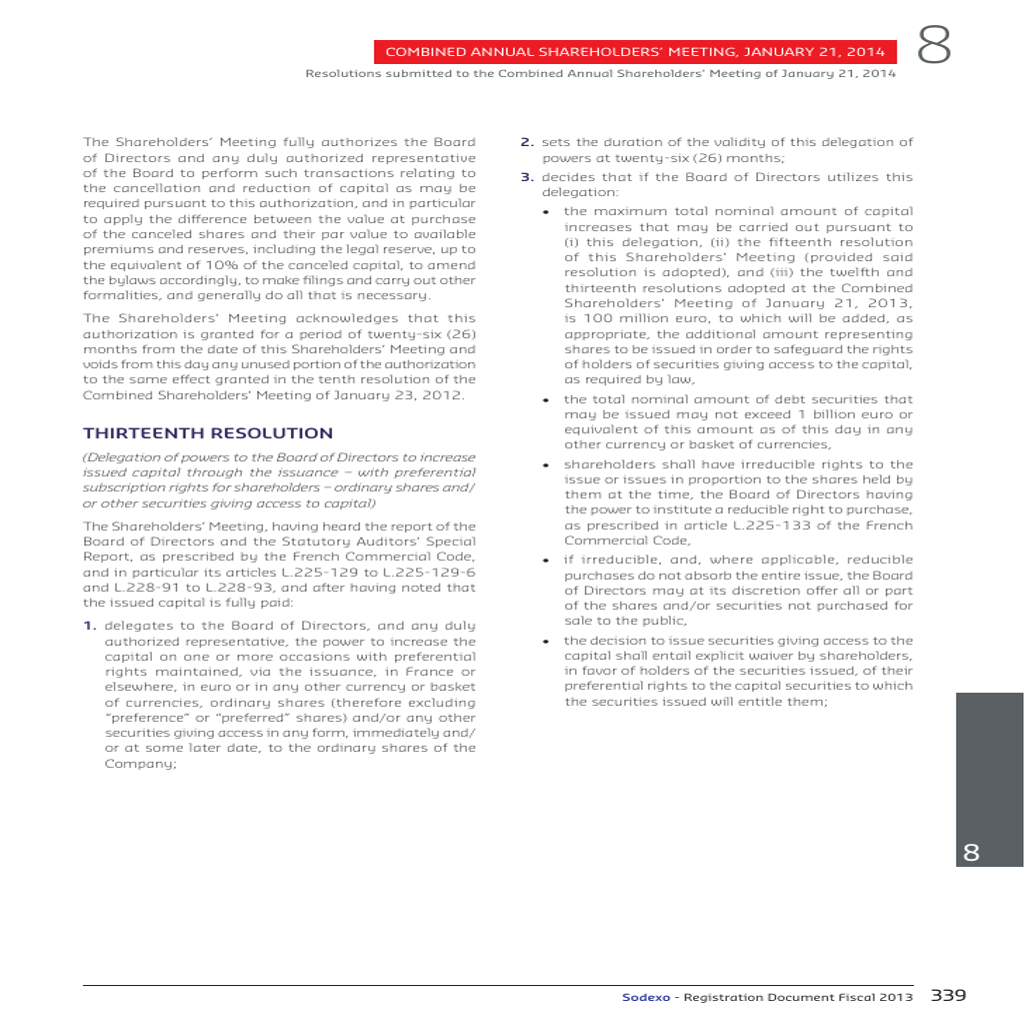 COMBINED ANNUAL SHAREHOLDERS' MEETING, JANUARY 21, 2014
8
Resolutions submitted to the Combined Annual Shareholders' Meeting of January 21, 2014
The Shareholders' Meeting fully authorizes the Board
of Directors and any duly authorized representative
of the Board to perform such transactions relating to
the cancellation and reduction of capital as may be
required pursuant to this authorization, and in particular
to apply the difference between the value at purchase
of the canceled shares and their par value to available
premiums and reserves, including the legal reserve, up to
the equivalent of 10% of the canceled capital, to amend
the bylaws accordingly, to make filings and carry out other
formalities, and generally do all that is necessary.
The Shareholders' Meeting acknowledges that this
authorization is granted for a period of twenty-six (26)
months from the date of this Shareholders' Meeting and
voids from this day any unused portion of the authorization
to the same effect granted in the tenth resolution of the
Combined Shareholders' Meeting of January 23, 2012.
THIRTEENTH RESOLUTION
(Delegation of powers to the Board of Directors to increase
issued capital through the issuance – with preferential
subscription rights for shareholders – ordinary shares and/
or other securities giving access to capital)
The Shareholders' Meeting, having heard the report of the
Board of Directors and the Statutory Auditors' Special
Report, as prescribed by the French Commercial Code,
and in particular its articles L.225-129 to L.225-129-6
and L.228-91 to L.228-93, and after having noted that
the issued capital is fully paid:
1. delegates to the Board of Directors, and any duly
authorized representative, the power to increase the
capital on one or more occasions with preferential
rights maintained, via the issuance, in France or
elsewhere, in euro or in any other currency or basket
of currencies, ordinary shares (therefore excluding
"preference" or "preferred" shares) and/or any other
securities giving access in any form, immediately and/
or at some later date, to the ordinary shares of the
Company;
2. sets the duration of the validity of this delegation of
powers at twenty-six (26) months;
3. decides that if the Board of Directors utilizes this
delegation:
• the maximum total nominal amount of capital
increases that may be carried out pursuant to
(i) this delegation, (ii) the fifteenth resolution
of this Shareholders' Meeting (provided said
resolution is adopted), and (iii) the twelfth and
thirteenth resolutions adopted at the Combined
Shareholders' Meeting of January 21, 2013,
is 100 million euro, to which will be added, as
appropriate, the additional amount representing
shares to be issued in order to safeguard the rights
of holders of securities giving access to the capital,
as required by law,
• the total nominal amount of debt securities that
may be issued may not exceed 1 billion euro or
equivalent of this amount as of this day in any
other currency or basket of currencies,
• shareholders shall have irreducible rights to the
issue or issues in proportion to the shares held by
them at the time, the Board of Directors having
the power to institute a reducible right to purchase,
as prescribed in article L.225-133 of the French
Commercial Code,
• if irreducible, and, where applicable, reducible
purchases do not absorb the entire issue, the Board
of Directors may at its discretion offer all or part
of the shares and/or securities not purchased for
sale to the public,
• the decision to issue securities giving access to the
capital shall entail explicit waiver by shareholders,
in favor of holders of the securities issued, of their
preferential rights to the capital securities to which
the securities issued will entitle them;
8
Sodexo - Registration Document Fiscal 2013 339